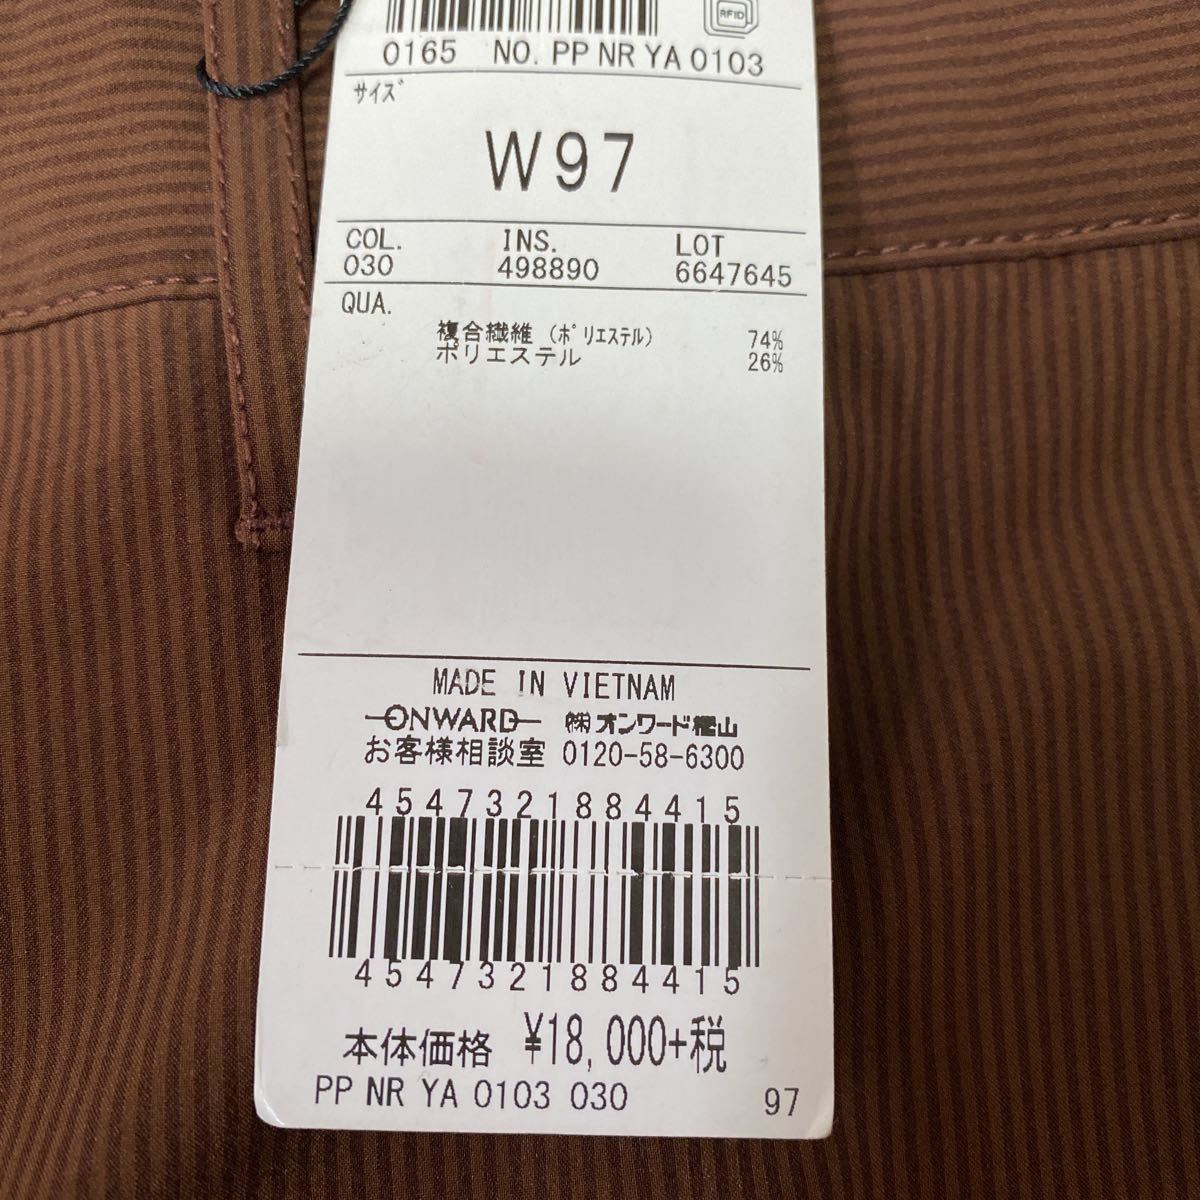 RFID
0165 NO. PP NR YA 0103
サイズ
W97
COL. INS. LOT
030 498890 6647645
QUA.
複合繊維 (ポリエステル) 74%
ポリエステル 26%
MADE IN VIETNAM
ONWARD ㈱オンワード樫山
お客様相談室 0120-58-6300
4547321884415
4547321884415
本体価格 ¥18,000+税
PP NR YA 0103 030 97